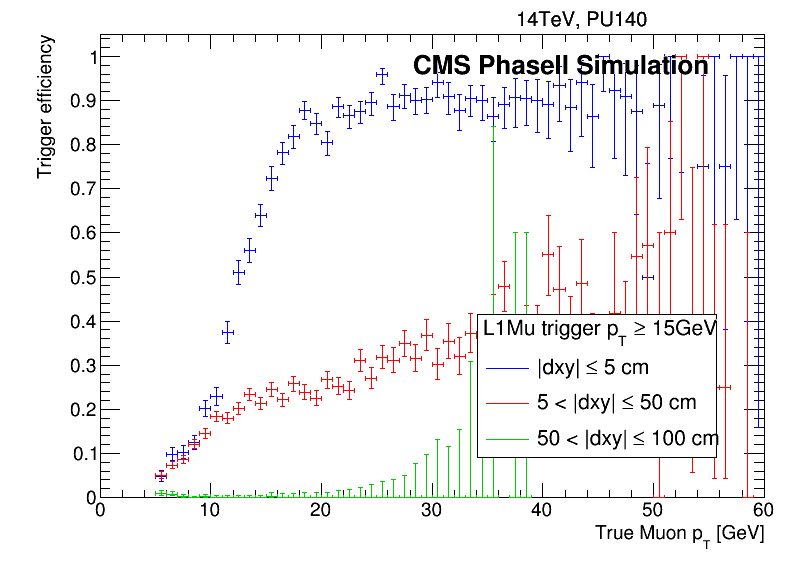 14TeV, PU140
CMS PhaseII Simulation
Trigger efficiency
1
0.9
0.8
0.7
0.6
0.5
0.4
0.3
0.2
0.1
0
L1Mu trigger p_T ≥ 15GeV
|dxy| ≤ 5 cm
5 < |dxy| ≤ 50 cm
50 < |dxy| ≤ 100 cm
0 10 20 30 40 50 60
True Muon p_T [GeV]